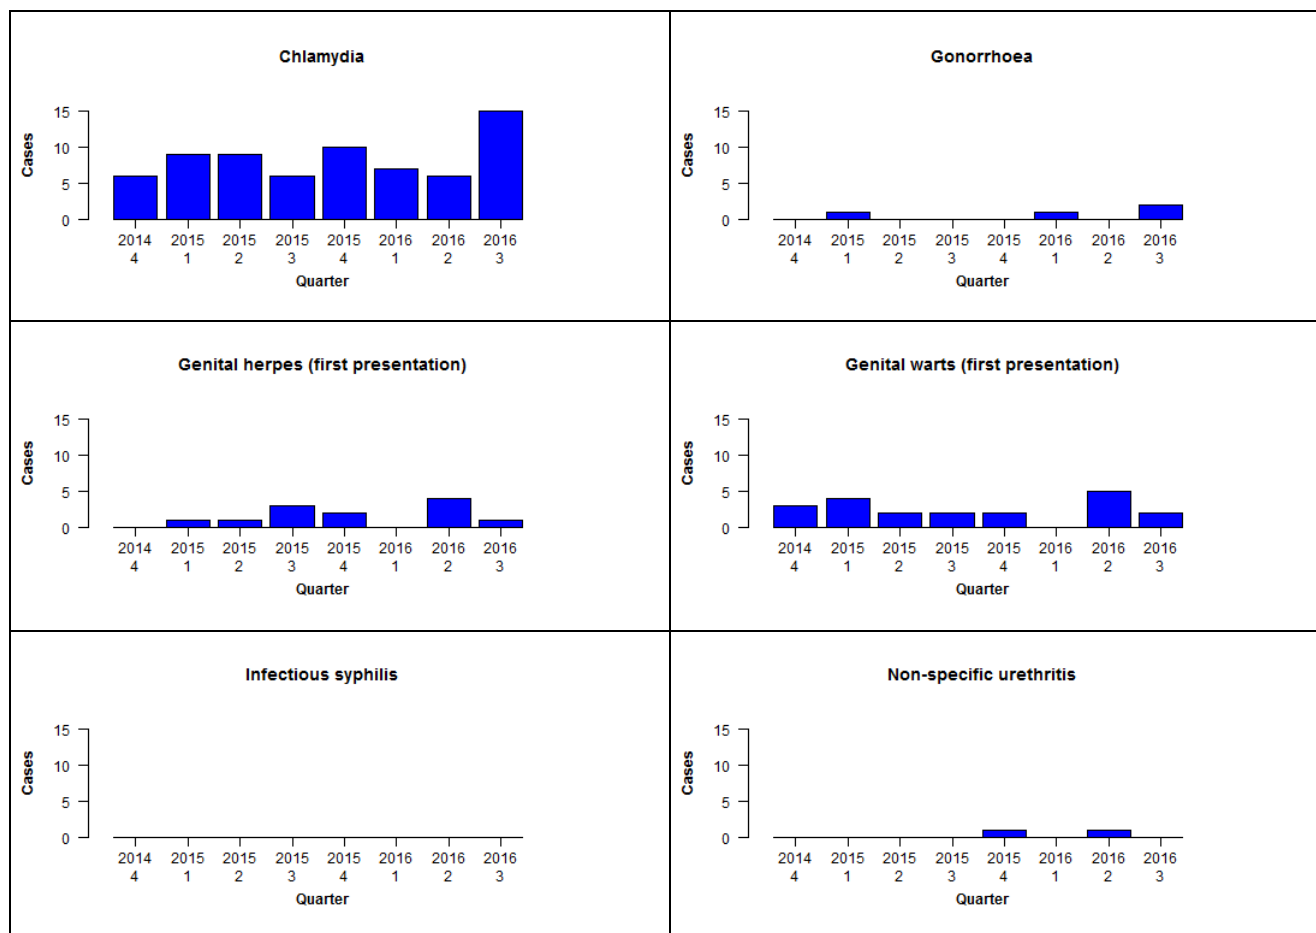 Chlamydia
Cases
15
10
5
0
2014 2015 2015 2015 2015 2016 2016 2016
4 1 2 3 4 1 2 3
Quarter
Gonorrhoea
Cases
15
10
5
0
2014 2015 2015 2015 2015 2016 2016 2016
4 1 2 3 4 1 2 3
Quarter
Genital herpes (first presentation)
Cases
15
10
5
0
2014 2015 2015 2015 2015 2016 2016 2016
4 1 2 3 4 1 2 3
Quarter
Genital warts (first presentation)
Cases
15
10
5
0
2014 2015 2015 2015 2015 2016 2016 2016
4 1 2 3 4 1 2 3
Quarter
Infectious syphilis
Cases
15
10
5
0
2014 2015 2015 2015 2015 2016 2016 2016
4 1 2 3 4 1 2 3
Quarter
Non-specific urethritis
Cases
15
10
5
0
2014 2015 2015 2015 2015 2016 2016 2016
4 1 2 3 4 1 2 3
Quarter